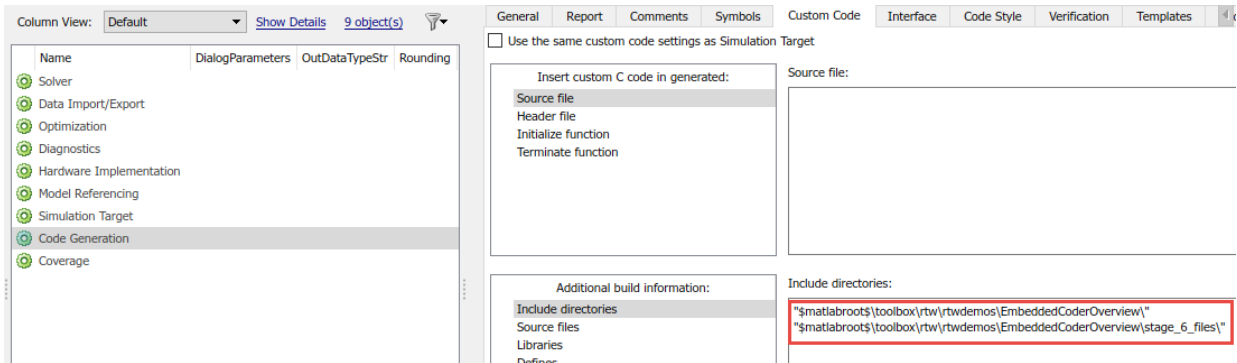 Column View: Default Show Details 9 object(s)
Name DialogParameters OutDataTypeStr Rounding
Solver
Data Import/Export
Optimization
Diagnostics
Hardware Implementation
Model Referencing
Simulation Target
Code Generation
Coverage
General Report Comments Symbols Custom Code Interface Code Style Verification Templates
Use the same custom code settings as Simulation Target
Insert custom C code in generated:
Source file
Header file
Initialize function
Terminate function
Source file:
Additional build information:
Include directories
Source files
Libraries
Defines
Include directories:
"$matlabroot$\toolbox\rtw\rtwdemos\EmbeddedCoderOverview\"
"$matlabroot$\toolbox\rtw\rtwdemos\EmbeddedCoderOverview\stage_6_files\"